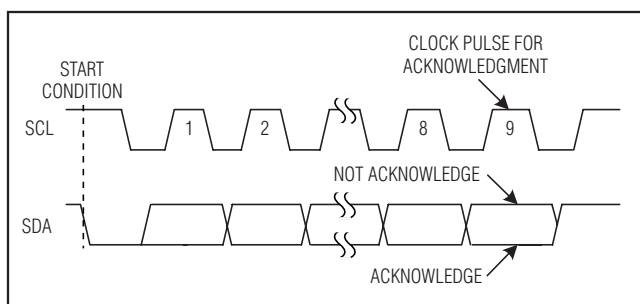 CLOCK PULSE FOR
ACKNOWLEDGMENT
START
CONDITION
SCL
1 2 8 9
NOT ACKNOWLEDGE
SDA
ACKNOWLEDGE